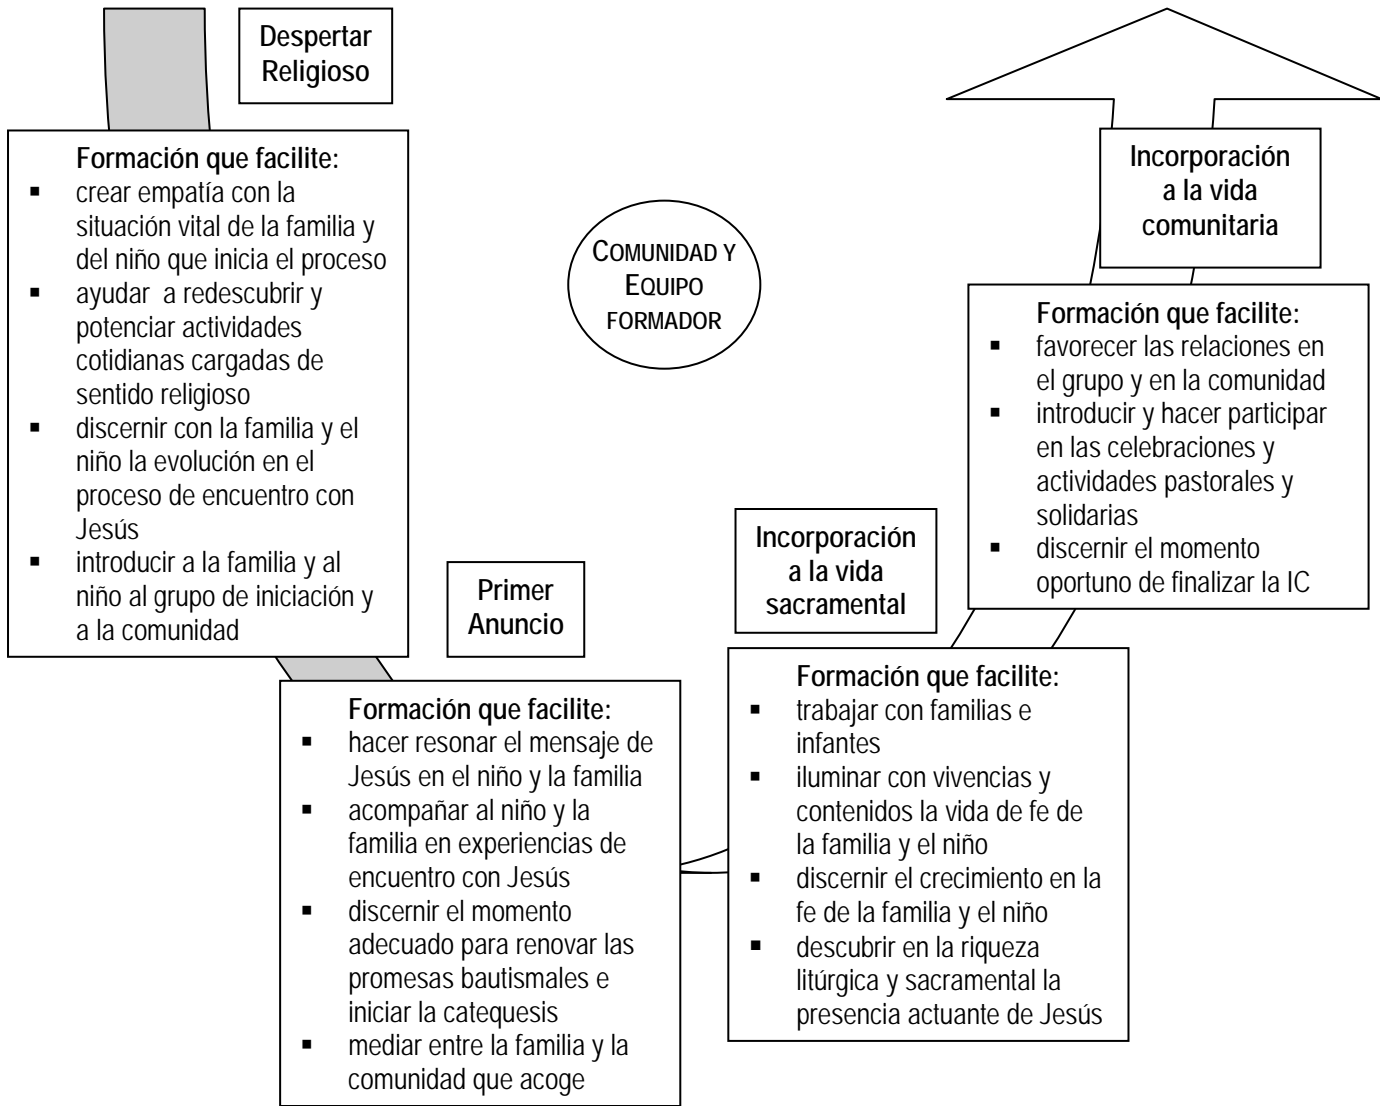 Despertar
Religioso
Formación que facilite:
▪ crear empatía con la
situación vital de la familia y
del niño que inicia el proceso
▪ ayudar  a redescubrir y
potenciar actividades
cotidianas cargadas de
sentido religioso
▪ discernir con la familia y el
niño la evolución en el
proceso de encuentro con
Jesús
▪ introducir a la familia y al
niño al grupo de iniciación y
a la comunidad
COMUNIDAD Y
EQUIPO
FORMADOR
Primer
Anuncio
Formación que facilite:
▪ hacer resonar el mensaje de
Jesús en el niño y la familia
▪ acompañar al niño y la
familia en experiencias de
encuentro con Jesús
▪ discernir el momento
adecuado para renovar las
promesas bautismales e
iniciar la catequesis
▪ mediar entre la familia y la
comunidad que acoge
Incorporación
a la vida
sacramental
Formación que facilite:
▪ trabajar con familias e
infantes
▪ iluminar con vivencias y
contenidos la vida de fe de
la familia y el niño
▪ discernir el crecimiento en la
fe de la familia y el niño
▪ descubrir en la riqueza
litúrgica y sacramental la
presencia actuante de Jesús
Incorporación
a la vida
comunitaria
Formación que facilite:
▪ favorecer las relaciones en
el grupo y en la comunidad
▪ introducir y hacer participar
en las celebraciones y
actividades pastorales y
solidarias
▪ discernir el momento
oportuno de finalizar la IC